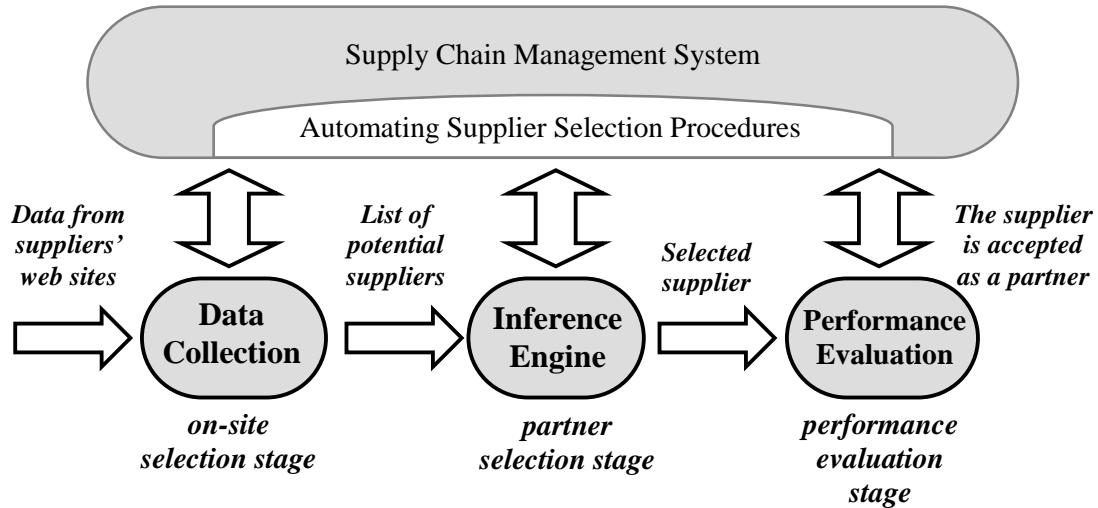 Supply Chain Management System
Automating Supplier Selection Procedures
Data from
suppliers’
web sites
List of
potential
suppliers
Selected
supplier
The supplier
is accepted
as a partner
Data
Collection
Inference
Engine
Performance
Evaluation
on-site
selection stage
partner
selection stage
performance
evaluation
stage